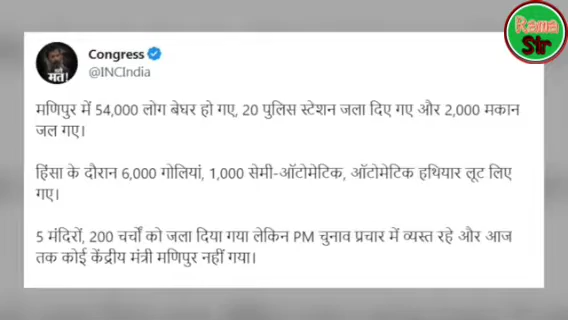 Rama
Str
Congress
@INCIndia
मत!
मणिपुर में 54,000 लोग बेघर हो गए, 20 पुलिस स्टेशन जला दिए गए और 2,000 मकान
जल गए।
हिंसा के दौरान 6,000 गोलियां, 1,000 सेमी-ऑटोमेटिक, ऑटोमेटिक हथियार लूट लिए
गए।
5 मंदिरों, 200 चर्चों को जला दिया गया लेकिन PM चुनाव प्रचार में व्यस्त रहे और आज
तक कोई केंद्रीय मंत्री मणिपुर नहीं गया।